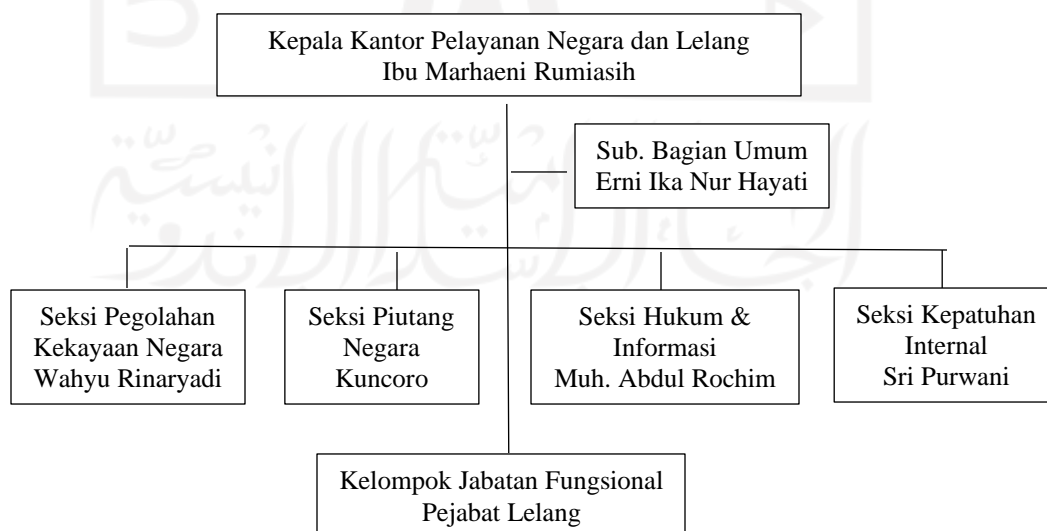 Kepala Kantor Pelayanan Negara dan Lelang
Ibu Marhaeni Rumiasih
Sub. Bagian Umum
Erni Ika Nur Hayati
Seksi Pegolahan
Kekayaan Negara
Wahyu Rinaryadi
Seksi Piutang
Negara
Kuncoro
Seksi Hukum &
Informasi
Muh. Abdul Rochim
Seksi Kepatuhan
Internal
Sri Purwani
Kelompok Jabatan Fungsional
Pejabat Lelang